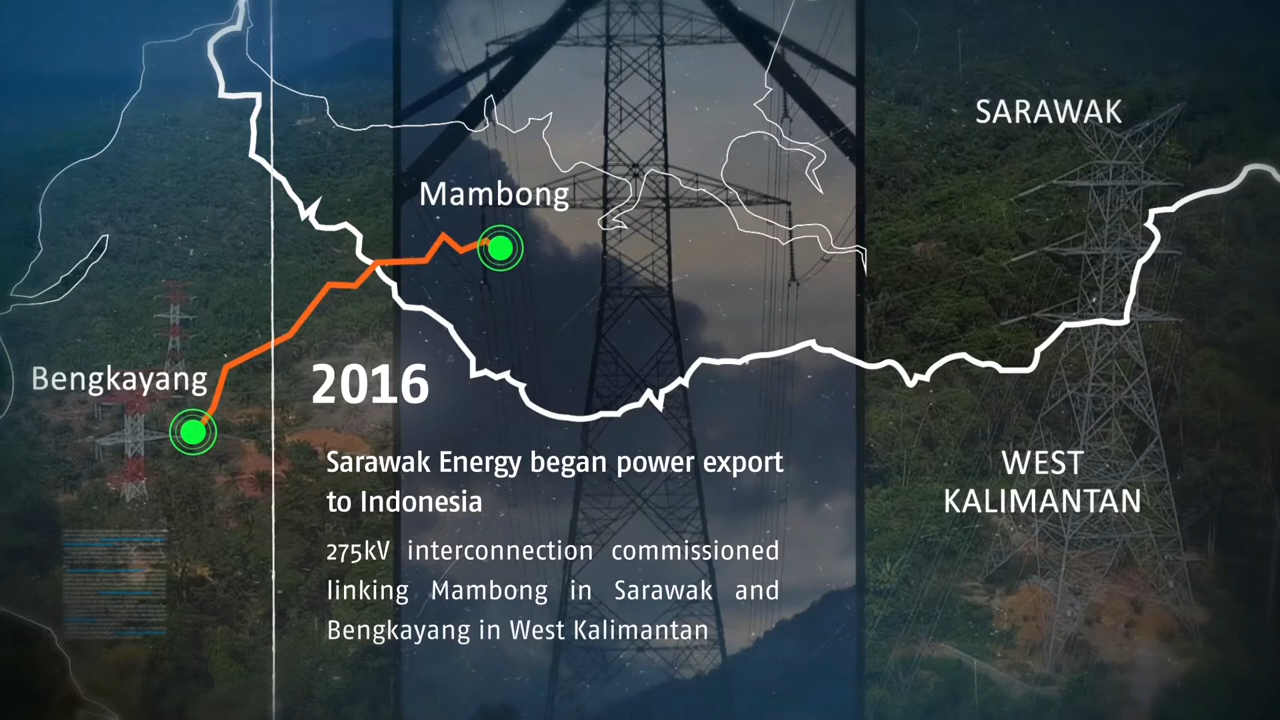 SARAWAK
Mambong
Bengkayang
2016
Sarawak Energy began power export
to Indonesia
275kV interconnection commissioned
linking Mambong in Sarawak and
Bengkayang in West Kalimantan
WEST
KALIMANTAN